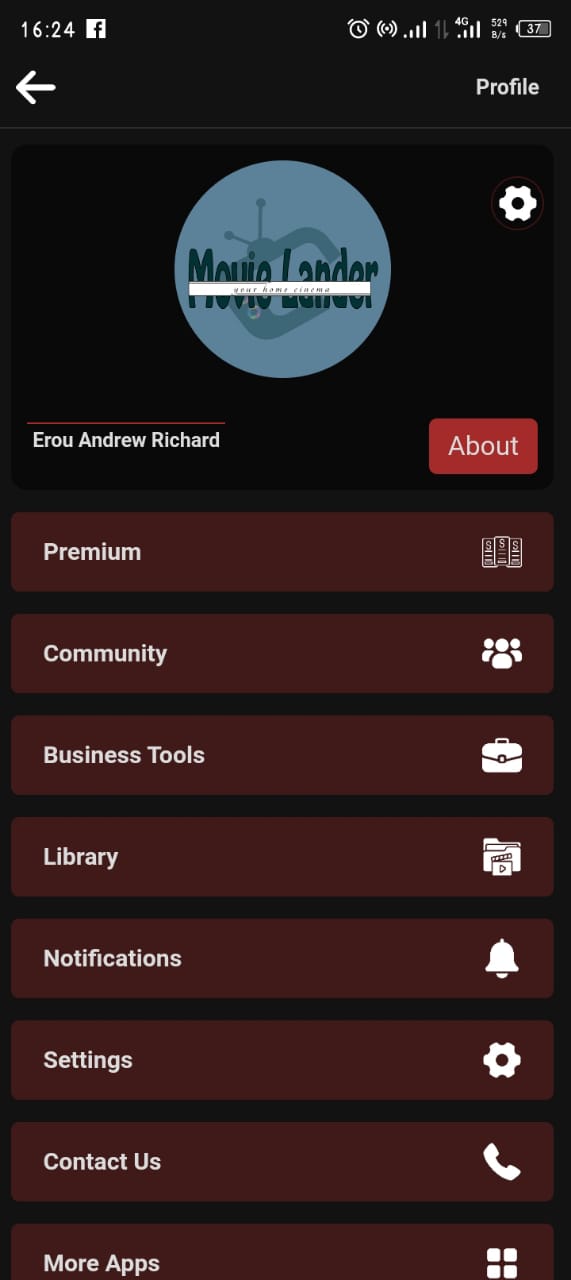 16:24 4G 529 B/s 37
Profile
Movie Lander
your home cinema
Erou Andrew Richard
About
Premium
Community
Business Tools
Library
Notifications
Settings
Contact Us
More Apps